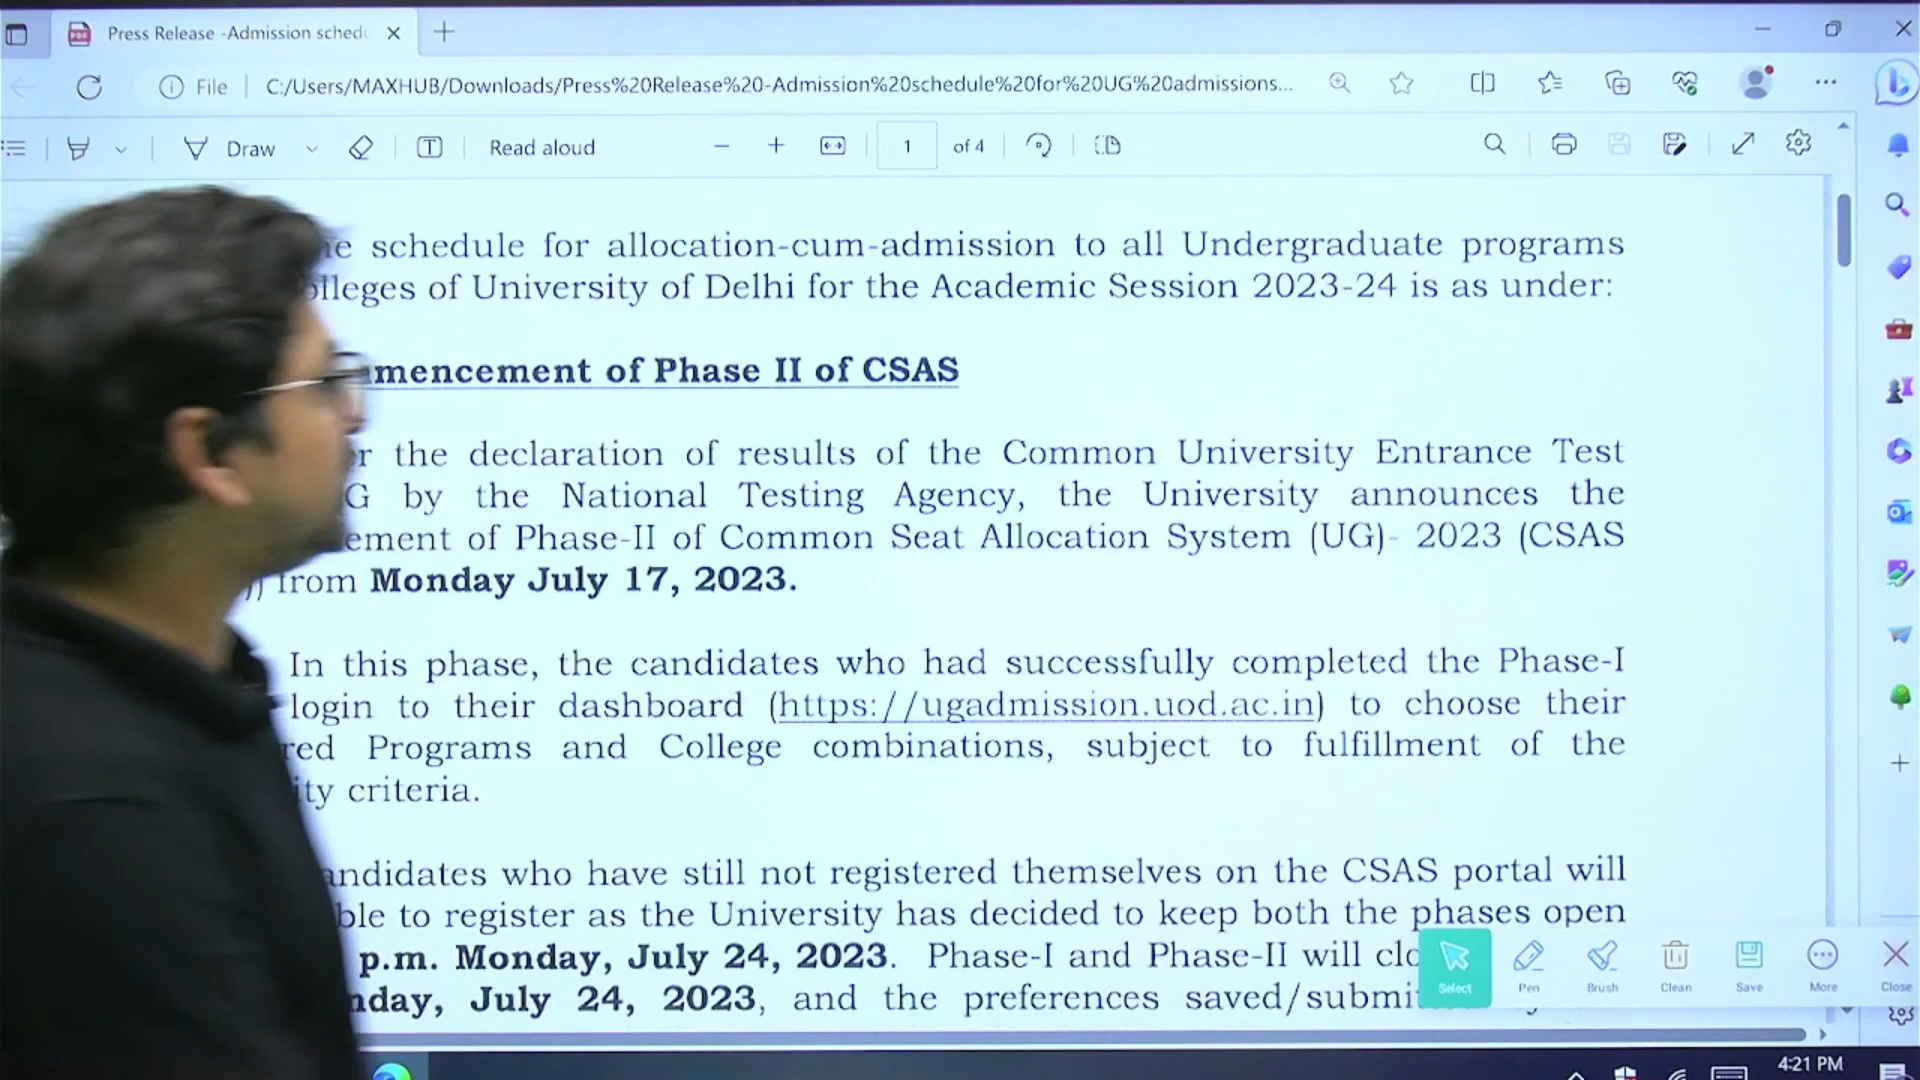 Press Release -Admission schedu
File
C:/Users/MAXHUB/Downloads/Press%20Release%20-Admission%20schedule%20for%20UG%20admissions...
Draw
Read aloud
1
of 4
schedule for allocation-cum-admission to all Undergraduate programs
olleges of University of Delhi for the Academic Session 2023-24 is as under:
mmencement of Phase II of CSAS
the declaration of results of the Common University Entrance Test
G by the National Testing Agency, the University announces the
ement of Phase-II of Common Seat Allocation System (UG)- 2023 (CSAS
from Monday July 17, 2023.
In this phase, the candidates who had successfully completed the Phase-I
login to their dashboard (https://ugadmission.uod.ac.in) to choose their
red Programs and College combinations, subject to fulfillment of the
ity criteria.
andidates who have still not registered themselves on the CSAS portal will
ble to register as the University has decided to keep both the phases open
p.m. Monday, July 24, 2023. Phase-I and Phase-II will clo
nday, July 24, 2023, and the preferences saved/submit
Select
Pen
Brush
Clean
Save
More
Close
4:21 PM